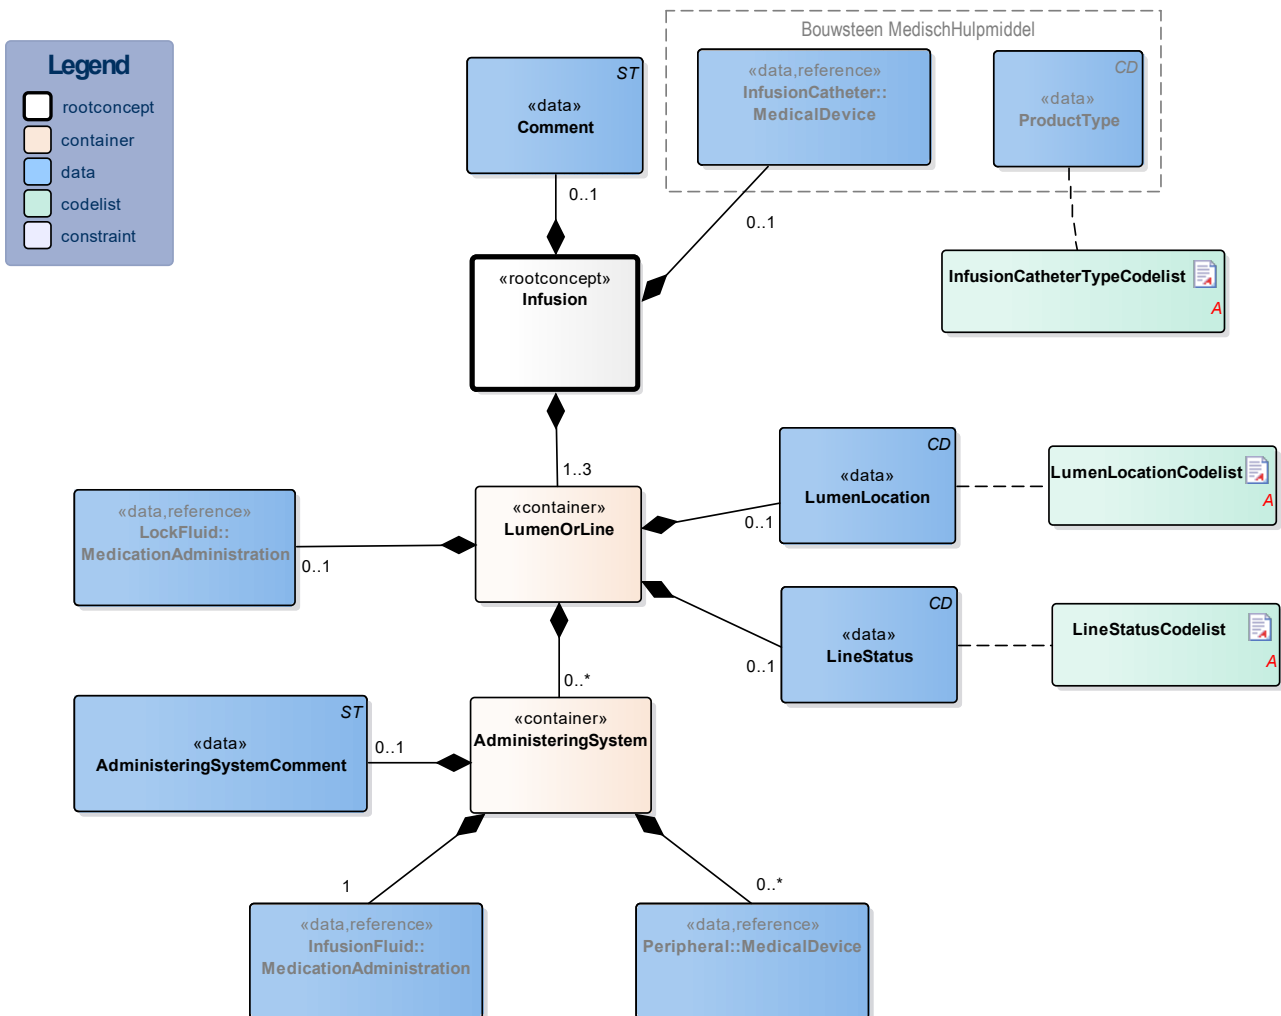 Legend
rootconcept
container
data
codelist
constraint
Bouwsteen MedischHulpmiddel
ST
«data»
Comment
«data,reference»
InfusionCatheter::
MedicalDevice
CD
«data»
ProductType
0..1
0..1
InfusionCatheterTypeCodelist
A
«rootconcept»
Infusion
1..3
«data,reference»
LockFluid::
MedicationAdministration
0..1
«container»
LumenOrLine
CD
«data»
LumenLocation
0..1
LumenLocationCodelist
A
CD
«data»
LineStatus
0..1
LineStatusCodelist
A
0..*
ST
«data»
AdministeringSystemComment
0..1
«container»
AdministeringSystem
1
0..*
«data,reference»
InfusionFluid::
MedicationAdministration
«data,reference»
Peripheral::MedicalDevice